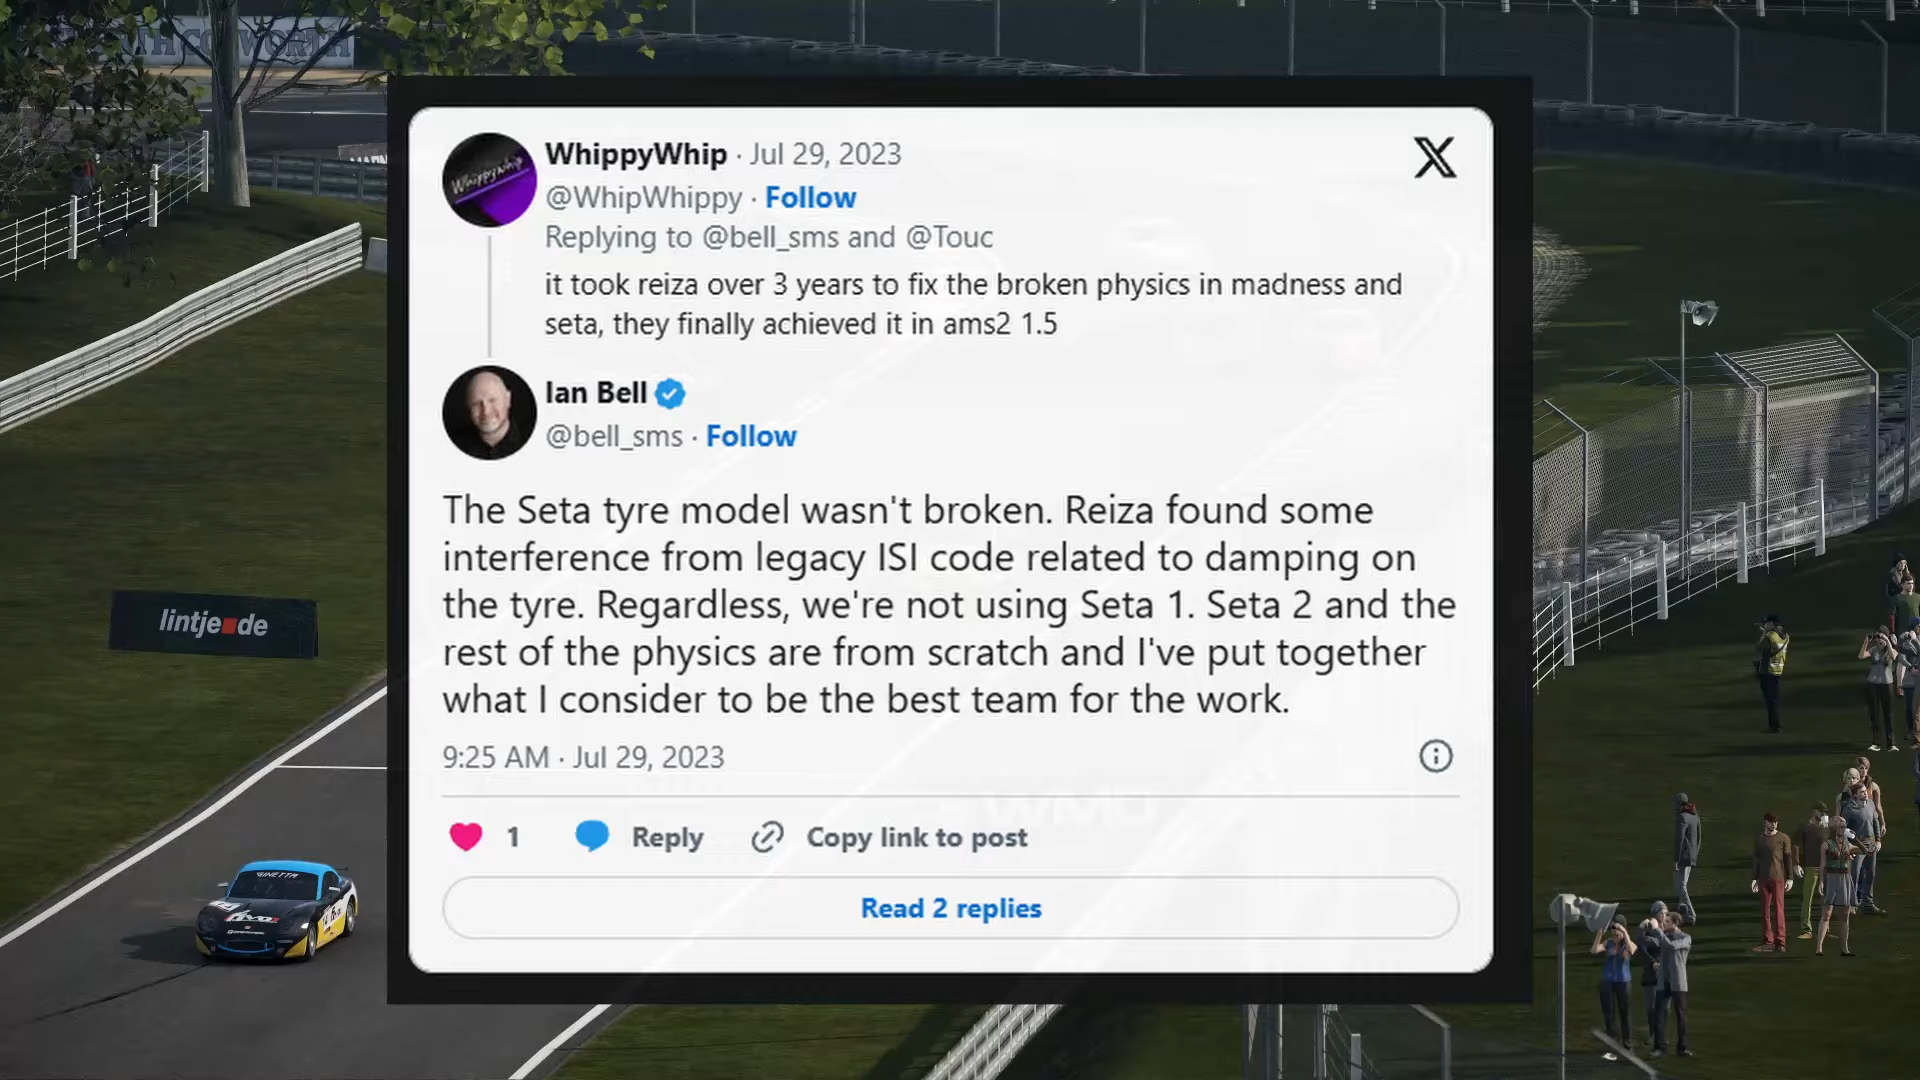 WhippyWhip · Jul 29, 2023
@WhipWhippy · Follow
Replying to @bell_sms and @Touc
it took reiza over 3 years to fix the broken physics in madness and
seta, they finally achieved it in ams2 1.5
Whippywhip
Ian Bell
@bell_sms · Follow
The Seta tyre model wasn't broken. Reiza found some
interference from legacy ISI code related to damping on
the tyre. Regardless, we're not using Seta 1. Seta 2 and the
rest of the physics are from scratch and I've put together
what I consider to be the best team for the work.
9:25 AM · Jul 29, 2023
1 Reply Copy link to post
Read 2 replies
lintje de
GINETTA